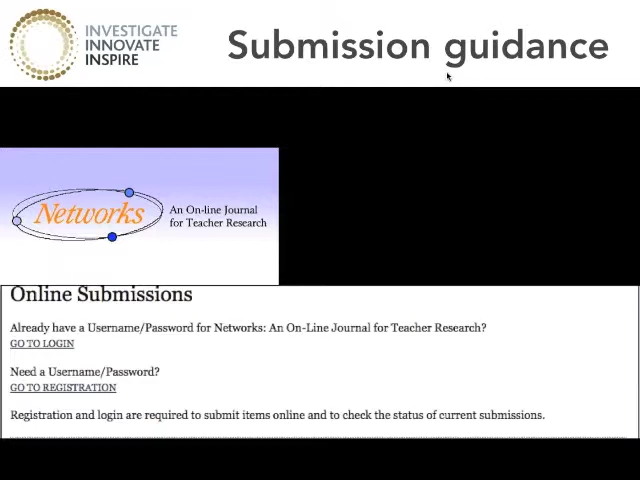 INVESTIGATE
INNOVATE
INSPIRE
Submission guidance
Networks
An On-line Journal
for Teacher Research
Online Submissions
Already have a Username/Password for Networks: An On-Line Journal for Teacher Research?
GO TO LOGIN
Need a Username/Password?
GO TO REGISTRATION
Registration and login are required to submit items online and to check the status of current submissions.